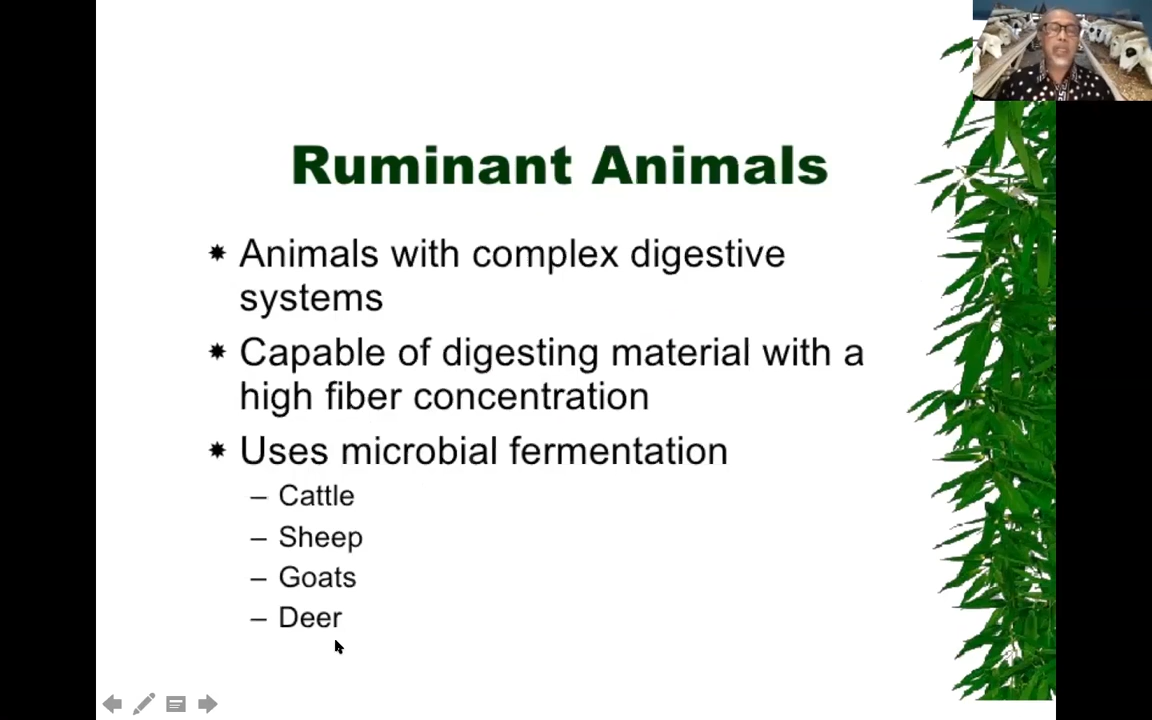 Ruminant Animals
Animals with complex digestive
systems
Capable of digesting material with a
high fiber concentration
Uses microbial fermentation
– Cattle
– Sheep
– Goats
– Deer